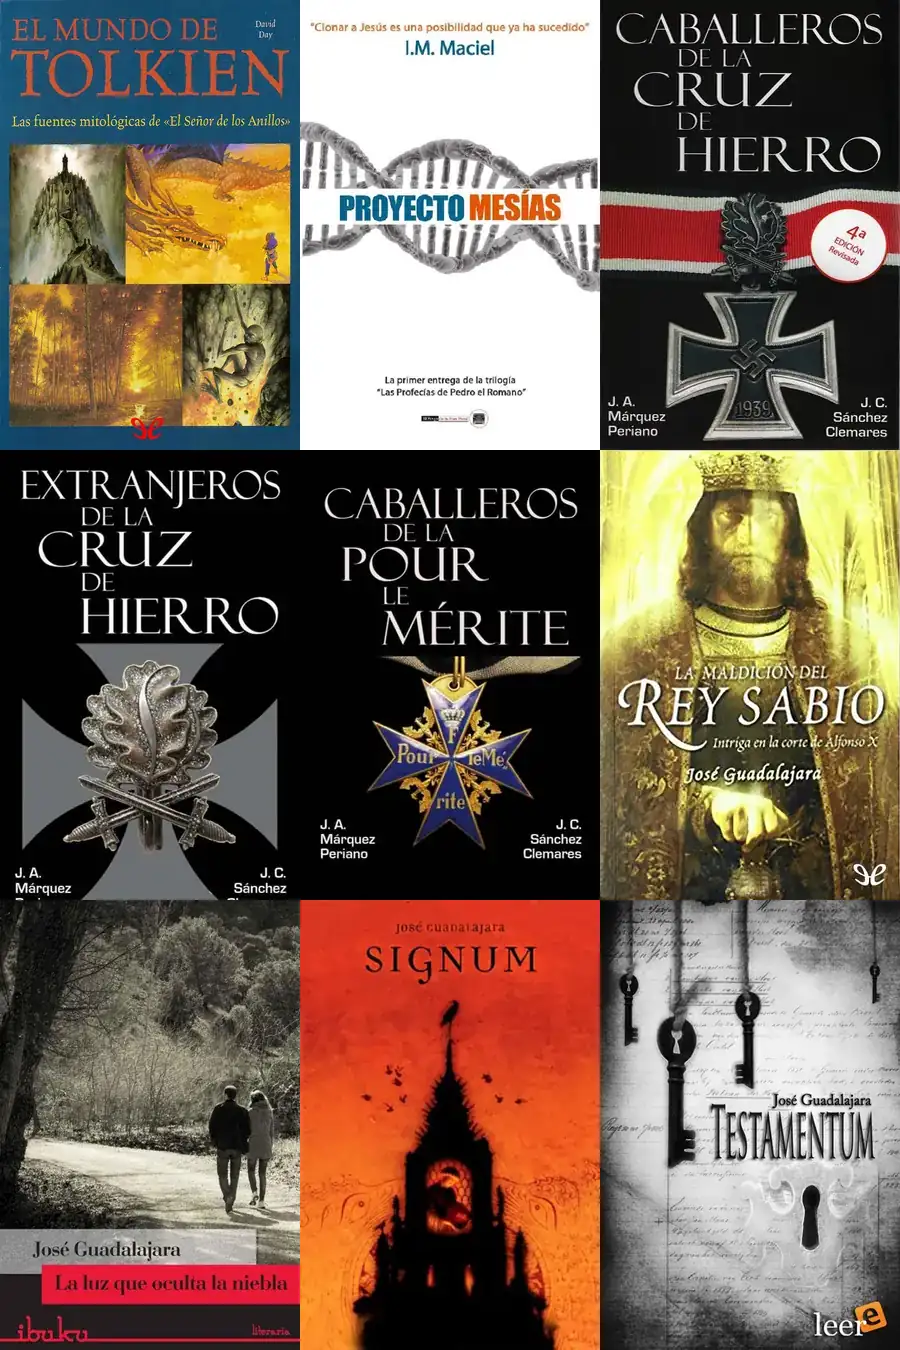 EL MUNDO DE
TOLKIEN
David
Day
Las fuentes mitológicas de «El Señor de los Anillos»
"Clonar a Jesús es una posibilidad que ya ha sucedido"
I.M. Maciel
PROYECTO MESÍAS
La primer entrega de la trilogía
"Las Profecías de Pedro el Romano"
CABALLEROS
DE LA
CRUZ
DE
HIERRO
4ª
EDICIÓN
Revisada
1939
J. A.
Márquez
Periano
J. C.
Sánchez
Clemares
EXTRANJEROS
DE LA
CRUZ
DE
HIERRO
J. A.
Márquez
J. C.
Sánchez
CABALLEROS
DE LA
POUR
LE
MÉRITE
F
Pour leMé
rite
J. A.
Márquez
Periano
J. C.
Sánchez
Clemares
LA MALDICIÓN DEL
REY SABIO
Intriga en la corte de Alfonso X
José Guadalajara
José Guadalajara
La luz que oculta la niebla
ibuku
literaria
José Guadalajara
SIGNUM
José Guadalajara
TESTAMENTUM
leer e